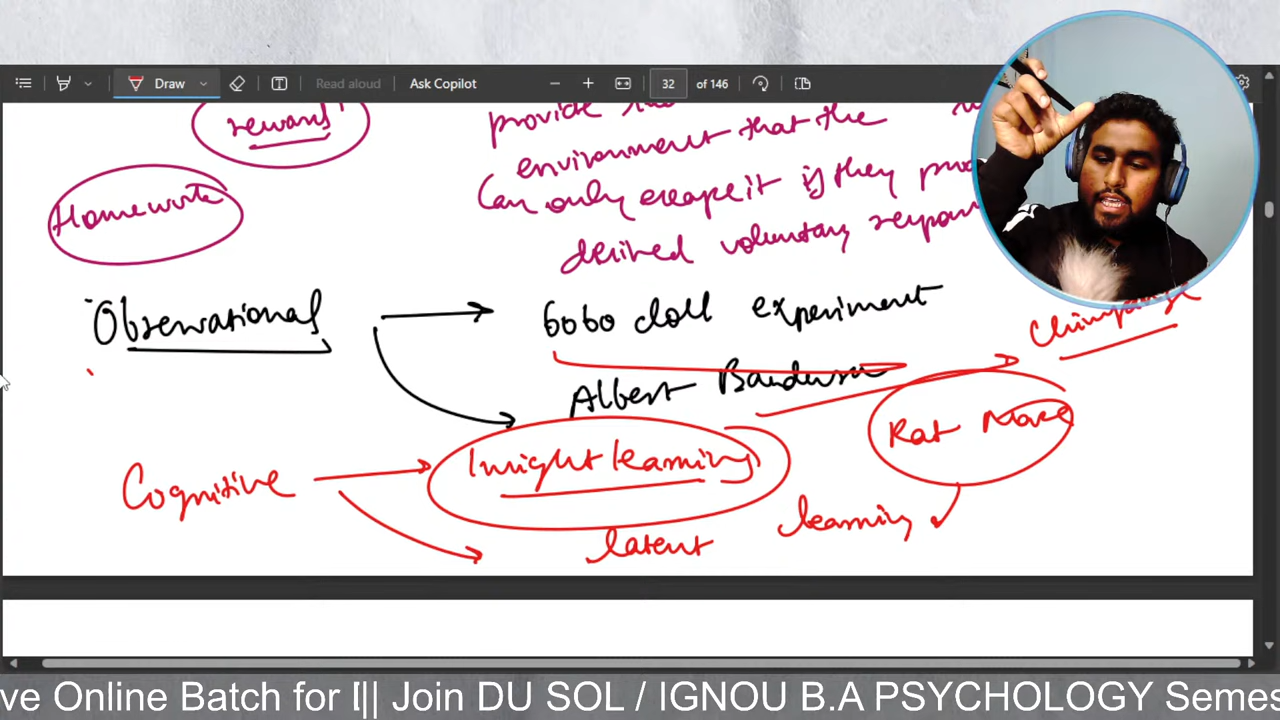 Draw
Read aloud
Ask Copilot
32 of 146
reward
provide
environment that the
Homework
Can only escape it if they
desired voluntary
Observational
bobo doll experiment
Albert Bandura
Rat Maze
Cognitive
Insight learning
learning
latent
ve Online Batch for D|| Join DU SOL / IGNOU B.A PSYCHOLOGY Semes